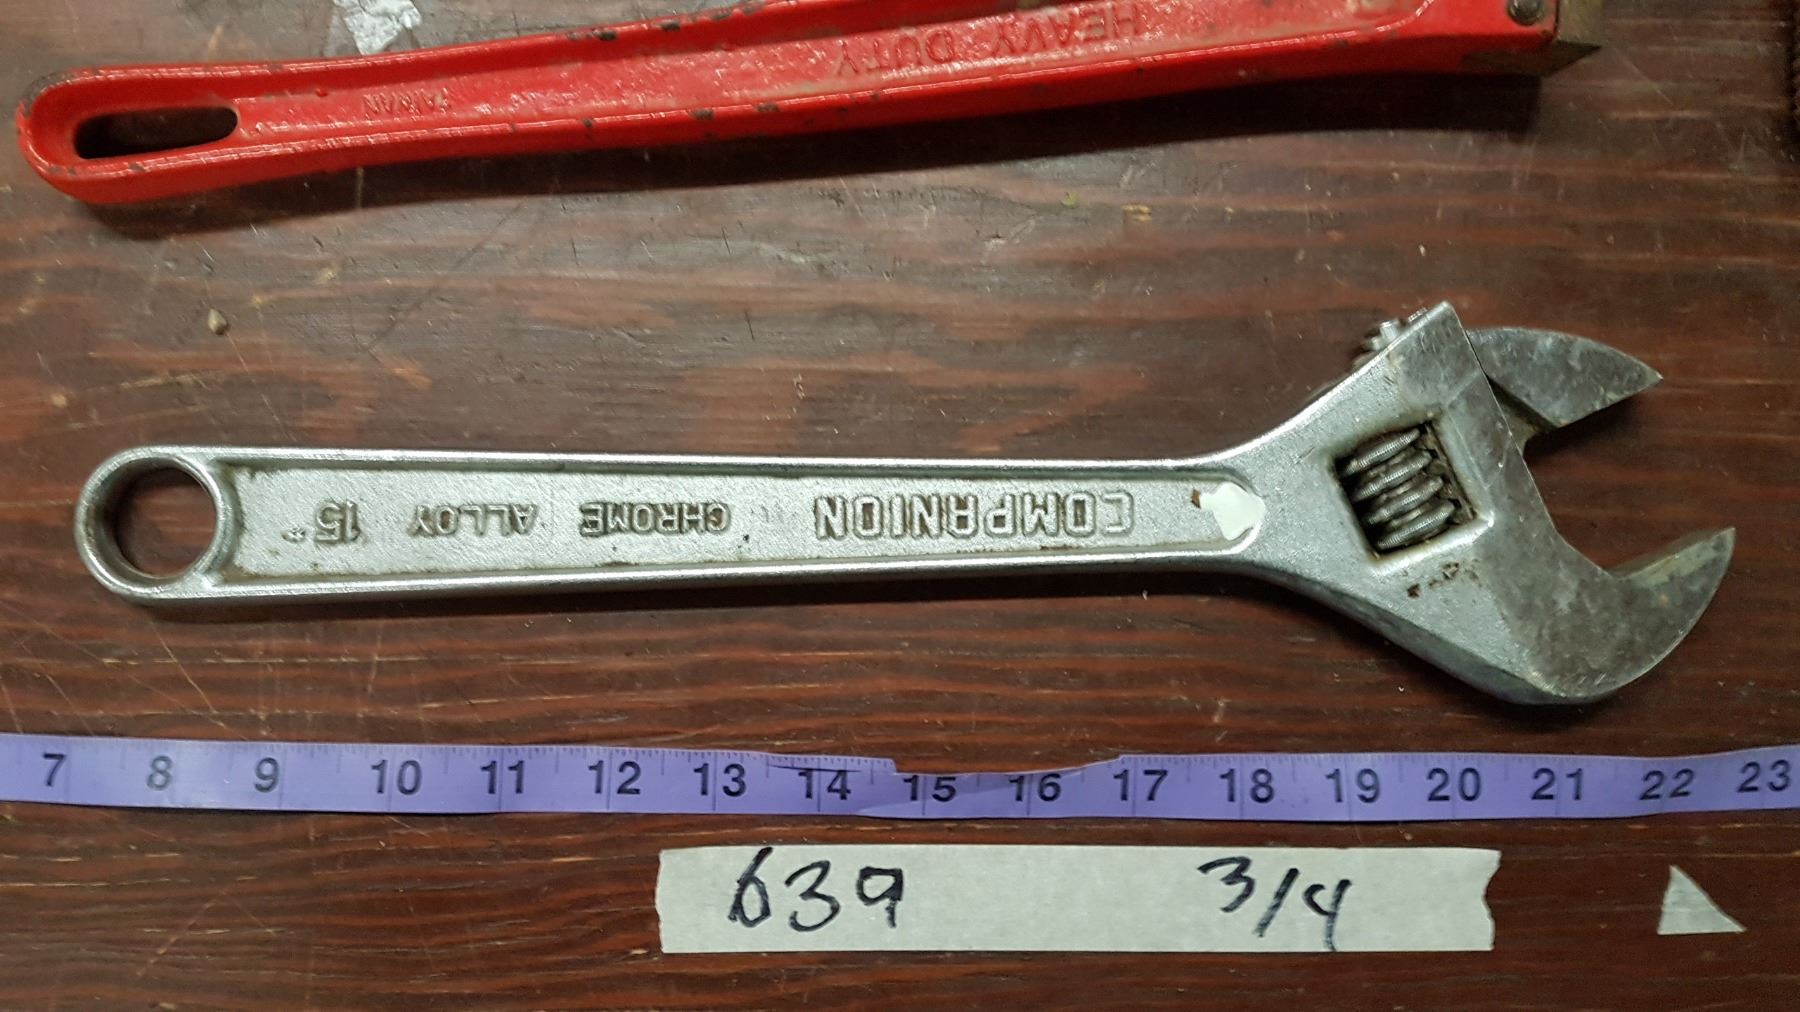 HEAVY DUTY
TAIWAN
COMPANION CHROME ALLOY 15"
7 8 9 10 11 12 13 14 15 16 17 18 19 20 21 22 23
639 3/4